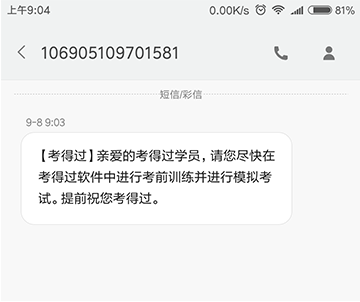 上午9:04
0.00K/s
81%
106905109701581
短信/彩信
9-8 9:03
【考得过】亲爱的考得过学员，请您尽快在
考得过软件中进行考前训练并进行模拟考
试。提前祝您考得过。